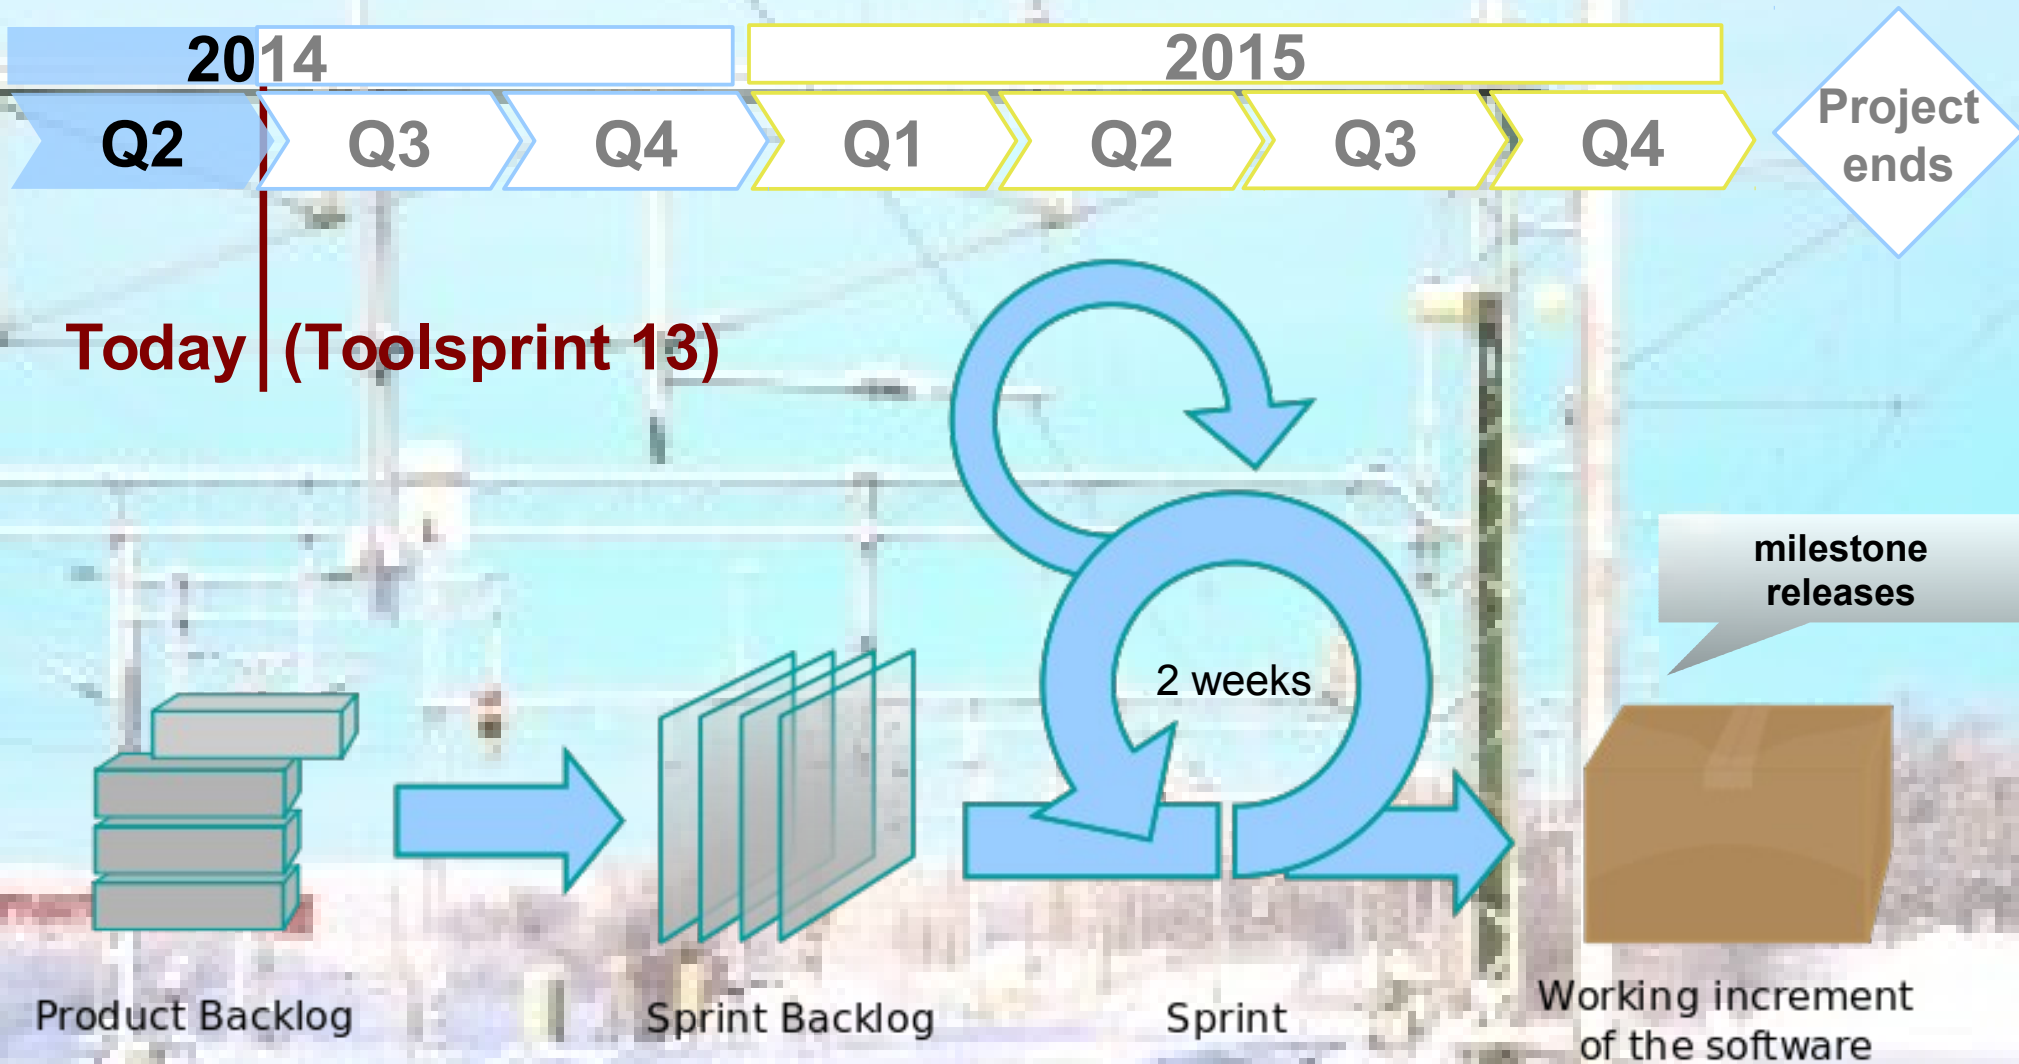 2014
2015
Q2
Q3
Q4
Q1
Q2
Q3
Q4
Project
ends
Today (Toolsprint 13)
milestone
releases
2 weeks
Product Backlog
Sprint Backlog
Sprint
Working increment
of the software